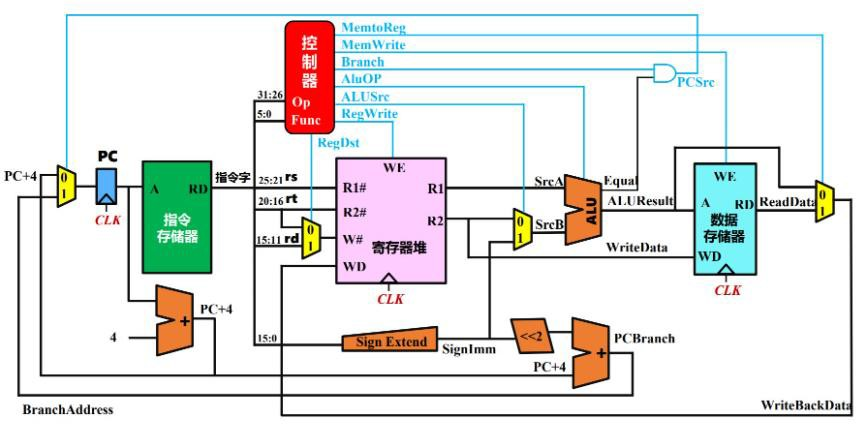 MemtoReg
MemWrite
Branch
AluOP
ALUSrc
RegWrite
RegDst
控制器
Op
Func
31:26
5:0
PCSrc
PC+4
0
1
PC
CLK
A
RD
指令
存储器
指令字
25:21 rs
20:16 rt
15:11 rd
15:0
0
1
WE
R1#
R2#
W#
WD
R1
R2
寄存器堆
CLK
0
1
SrcA
SrcB
ALU
Equal
ALUResult
WriteData
WE
A
RD
数据
存储器
WD
CLK
ReadData
0
1
4
+
PC+4
Sign Extend
SignImm
<<2
PC+4
+
PCBranch
BranchAddress
WriteBackData